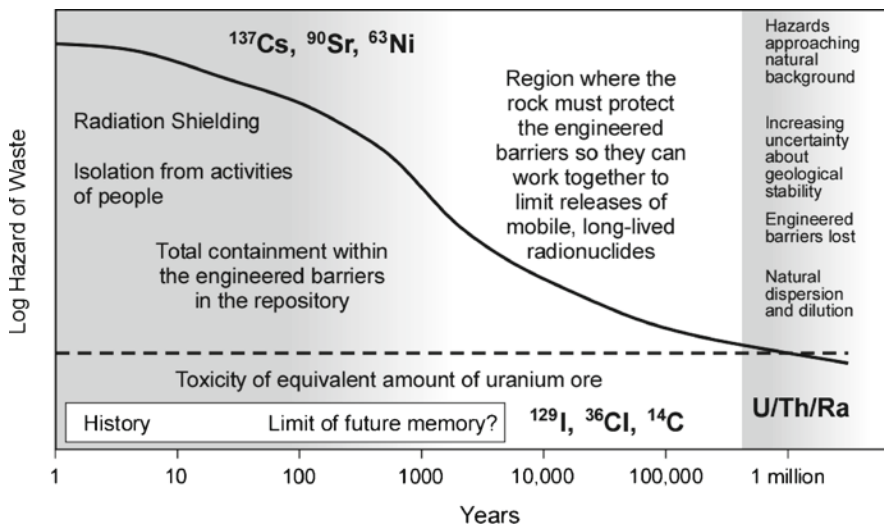 Log Hazard of Waste
¹³⁷Cs, ⁹⁰Sr, ⁶³Ni
Radiation Shielding
Isolation from activities
of people
Total containment within
the engineered barriers
in the repository
Region where the
rock must protect
the engineered
barriers so they can
work together to
limit releases of
mobile, long-lived
radionuclides
Hazards
approaching
natural
background
Increasing
uncertainty
about
geological
stability
Engineered
barriers lost
Natural
dispersion
and dilution
Toxicity of equivalent amount of uranium ore
History
Limit of future memory?
¹²⁹I, ³⁶Cl, ¹⁴C
U/Th/Ra
1 10 100 1000 10,000 100,000 1 million
Years